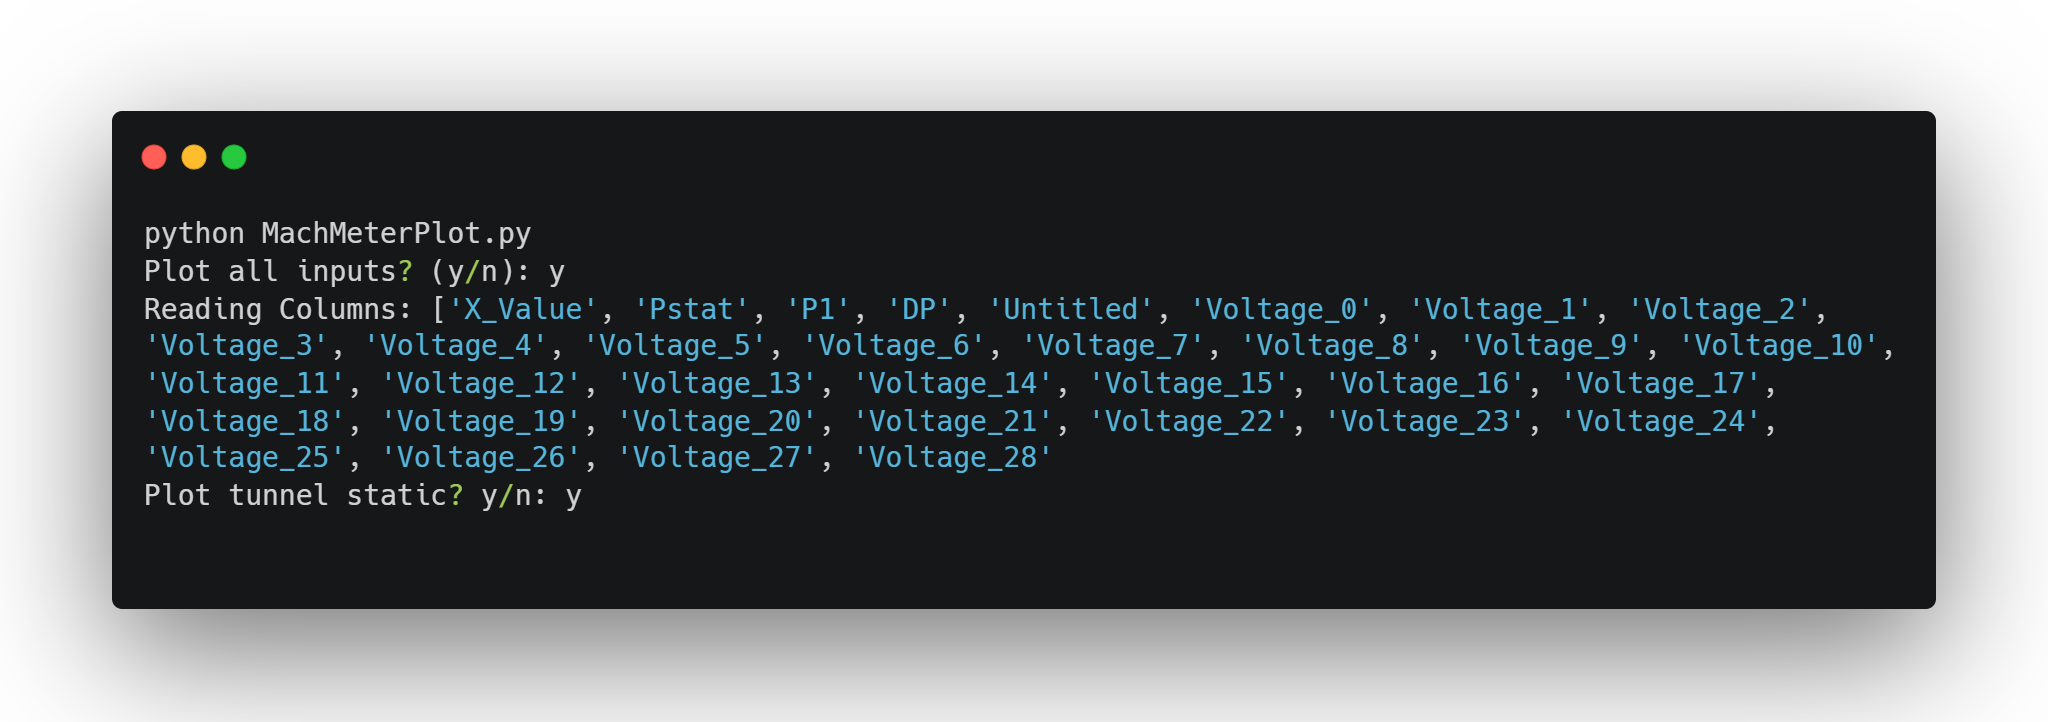 python MachMeterPlot.py
Plot all inputs? (y/n): y
Reading Columns: ['X_Value', 'Pstat', 'P1', 'DP', 'Untitled', 'Voltage_0', 'Voltage_1', 'Voltage_2',
'Voltage_3', 'Voltage_4', 'Voltage_5', 'Voltage_6', 'Voltage_7', 'Voltage_8', 'Voltage_9', 'Voltage_10',
'Voltage_11', 'Voltage_12', 'Voltage_13', 'Voltage_14', 'Voltage_15', 'Voltage_16', 'Voltage_17',
'Voltage_18', 'Voltage_19', 'Voltage_20', 'Voltage_21', 'Voltage_22', 'Voltage_23', 'Voltage_24',
'Voltage_25', 'Voltage_26', 'Voltage_27', 'Voltage_28'
Plot tunnel static? y/n: y